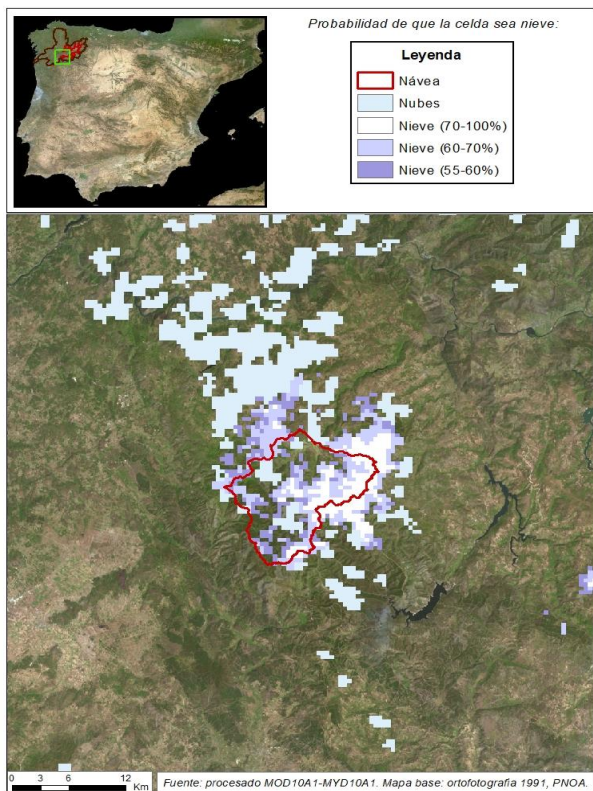 Probabilidad de que la celda sea nieve:
Leyenda
Návea
Nubes
Nieve (70-100%)
Nieve (60-70%)
Nieve (55-60%)
0 3 6 12
Km
Fuente: procesado MOD10A1-MYD10A1. Mapa base: ortofotografia 1991, PNOA.